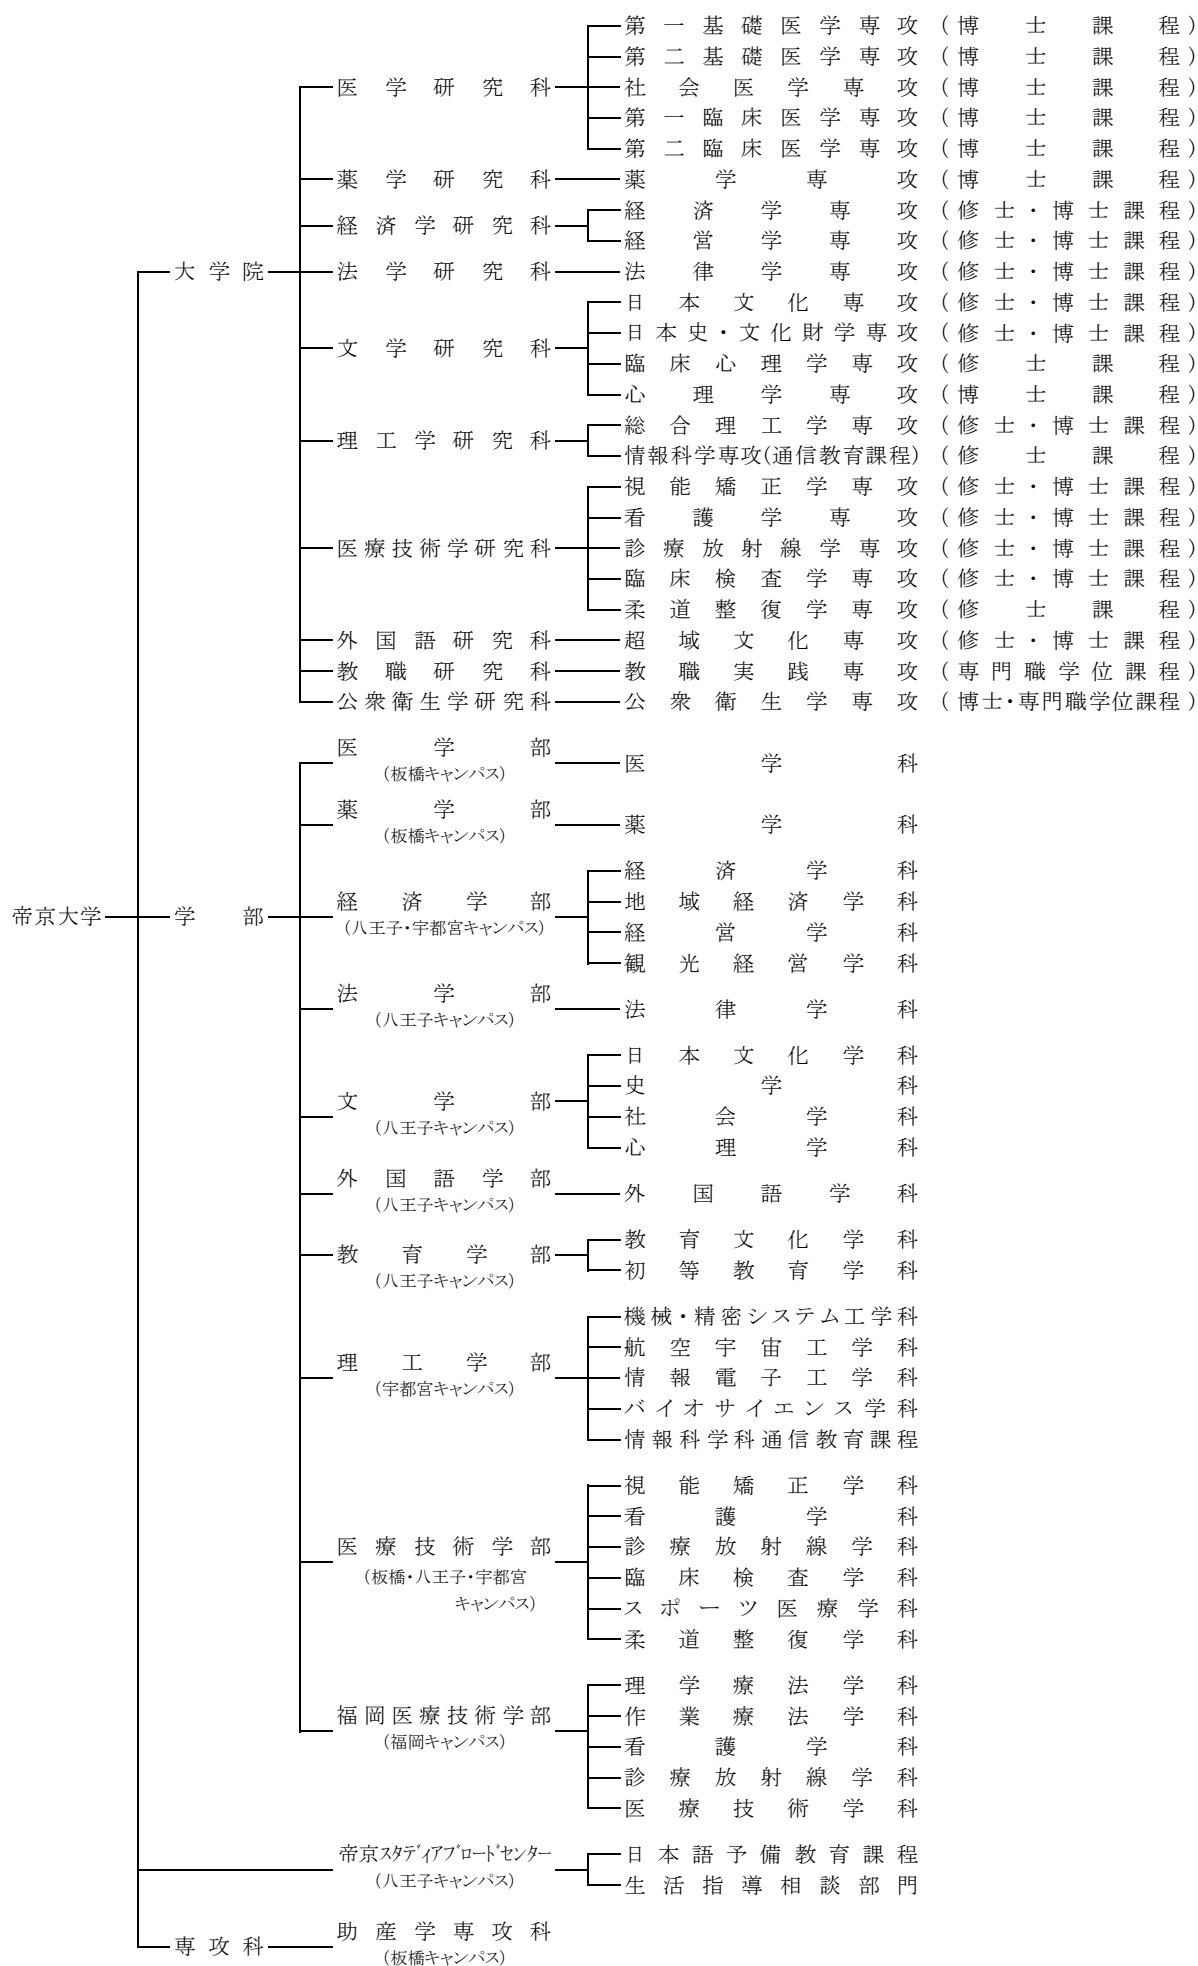 第一基礎医学専攻(博士課程)
第二基礎医学専攻(博士課程)
医学研究科 社会医学専攻(博士課程)
第一臨床医学専攻(博士課程)
第二臨床医学専攻(博士課程)
薬学研究科 薬学専攻(博士課程)
経済学研究科 経済学専攻(修士・博士課程)
経営学専攻(修士・博士課程)
大学院 法学研究科 法律学専攻(修士・博士課程)
日本文化専攻(修士・博士課程)
文学研究科 日本史・文化財学専攻(修士・博士課程)
臨床心理学専攻(修士課程)
心理学専攻(博士課程)
理工学研究科 総合理工学専攻(修士・博士課程)
情報科学専攻(通信教育課程)(修士課程)
視能矯正学専攻(修士・博士課程)
看護学専攻(修士・博士課程)
医療技術学研究科 診療放射線学専攻(修士・博士課程)
臨床検査学専攻(修士・博士課程)
柔道整復学専攻(修士課程)
外国語研究科 超域文化専攻(修士・博士課程)
教職研究科 教職実践専攻(専門職学位課程)
公衆衛生学研究科 公衆衛生学専攻(博士・専門職学位課程)
医学部 医学科
(板橋キャンパス)
薬学部 薬学科
(板橋キャンパス)
経済学科
帝京大学 学部 経済学部 地域経済学科
(八王子・宇都宮キャンパス)
経営学科
観光経営学科
法学部 法律学科
(八王子キャンパス)
日本文化学科
史学科
文学部 社会学科
(八王子キャンパス)
心理学科
外国語学部 外国語学科
(八王子キャンパス)
教育学部 教育文化学科
(八王子キャンパス)
初等教育学科
機械・精密システム工学科
航空宇宙工学科
理工学部 情報電子工学科
(宇都宮キャンパス)
バイオサイエンス学科
情報科学科通信教育課程
視能矯正学科
看護学科
医療技術学部 診療放射線学科
(板橋・八王子・宇都宮
キャンパス)
臨床検査学科
スポーツ医療学科
柔道整復学科
理学療法学科
福岡医療技術学部 作業療法学科
(福岡キャンパス)
看護学科
診療放射線学科
医療技術学科
帝京スタディアブロードセンター 日本語予備教育課程
(八王子キャンパス)
生活指導相談部門
専攻科 助産学専攻科
(板橋キャンパス)